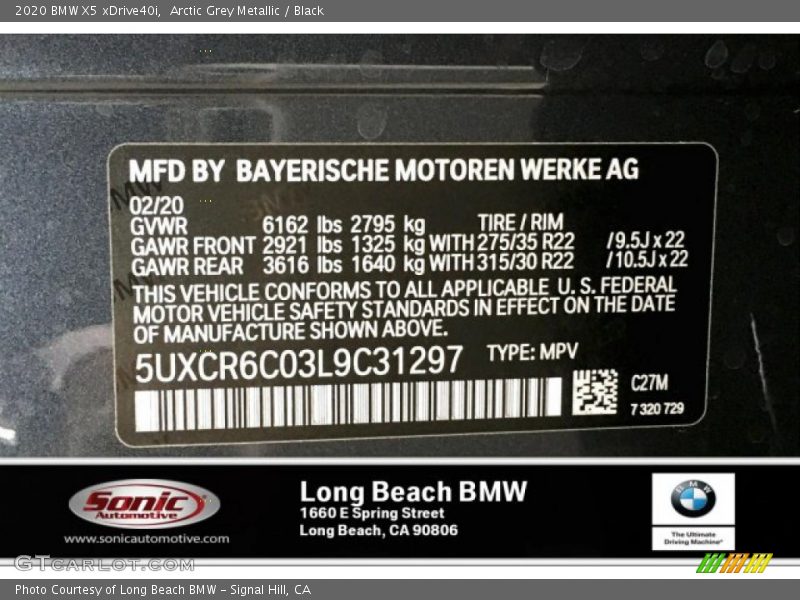 2020 BMW X5 xDrive40i, Arctic Grey Metallic / Black
MFD BY BAYERISCHE MOTOREN WERKE AG
02/20
GVWR 6162 lbs 2795 kg TIRE / RIM
GAWR FRONT 2921 lbs 1325 kg WITH 275/35 R22 /9.5J x 22
GAWR REAR 3616 lbs 1640 kg WITH 315/30 R22 /10.5J x 22
THIS VEHICLE CONFORMS TO ALL APPLICABLE U. S. FEDERAL
MOTOR VEHICLE SAFETY STANDARDS IN EFFECT ON THE DATE
OF MANUFACTURE SHOWN ABOVE.
5UXCR6C03L9C31297 TYPE: MPV
C27M
7 320 729
Sonic
Automotive
www.sonicautomotive.com
Long Beach BMW
1660 E Spring Street
Long Beach, CA 90806
BMW
The Ultimate
Driving Machine®
GTcarlot.com
Photo Courtesy of Long Beach BMW - Signal Hill, CA